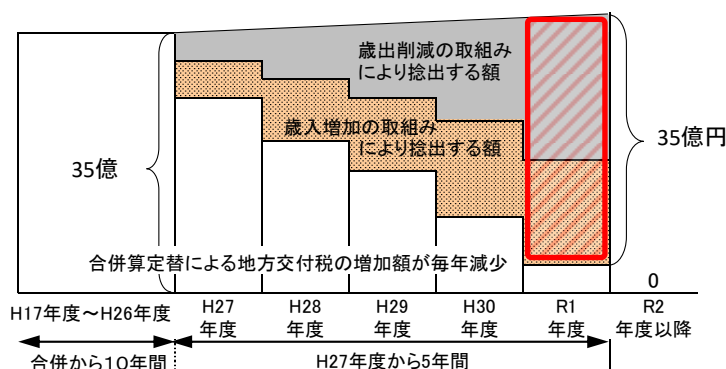 歳出削減の取組み
により捻出する額
歳入増加の取組み
により捻出する額
35億
35億円
合併算定替による地方交付税の増加額が毎年減少
0
H17年度～H26年度
H27
年度
H28
年度
H29
年度
H30
年度
R1
年度
R2
年度以降
合併から10年間
H27年度から5年間